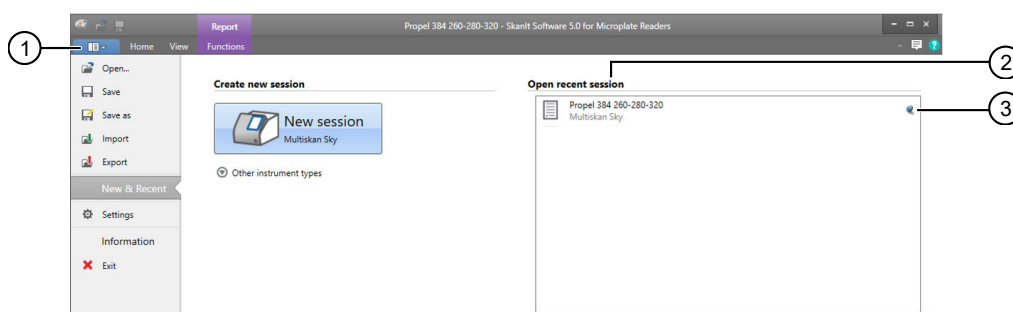 Report
Propel 384 260-280-320 - SkanIt Software 5.0 for Microplate Readers
1
Home
View
Functions
?
2
Open...
Save
Save as
Import
Export
New & Recent
Settings
Information
Exit
Create new session
New session
Multiskan Sky
Other instrument types
Open recent session
Propel 384 260-280-320
Multiskan Sky
3